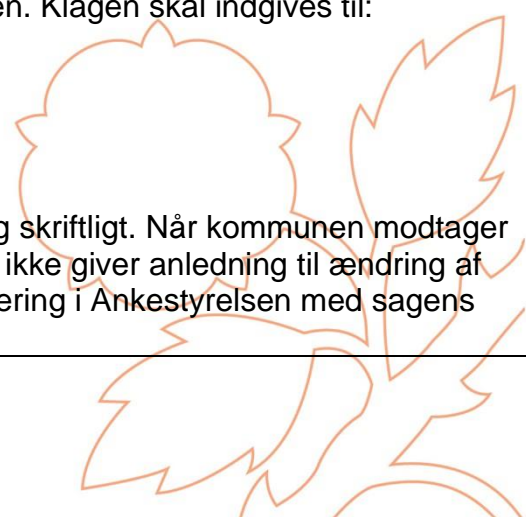 en. Klagen skal indgives til:
g skriftligt. Når kommunen modtager
ikke giver anledning til ændring af
ering i Ankestyrelsen med sagens